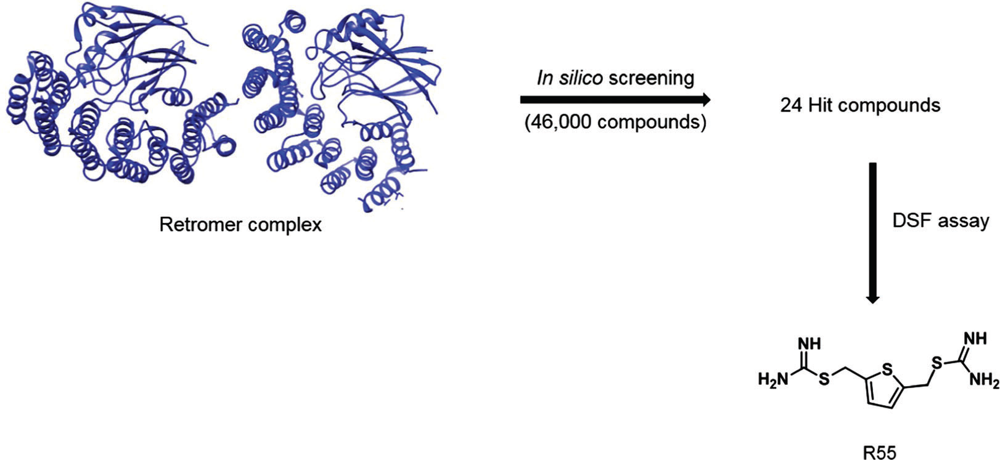 In silico screening
(46,000 compounds)
24 Hit compounds
Retromer complex
DSF assay
NH
H₂N
S
S
S
NH
NH₂
R55